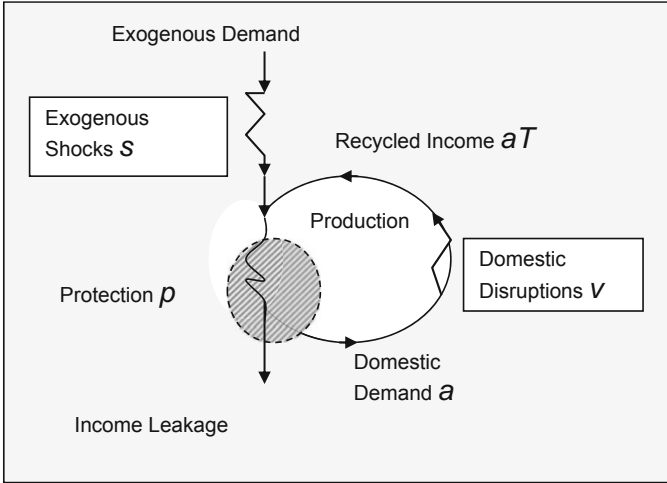 Exogenous Demand
Exogenous
Shocks s
Recycled Income aT
Production
Domestic
Disruptions v
Protection p
Domestic
Demand a
Income Leakage